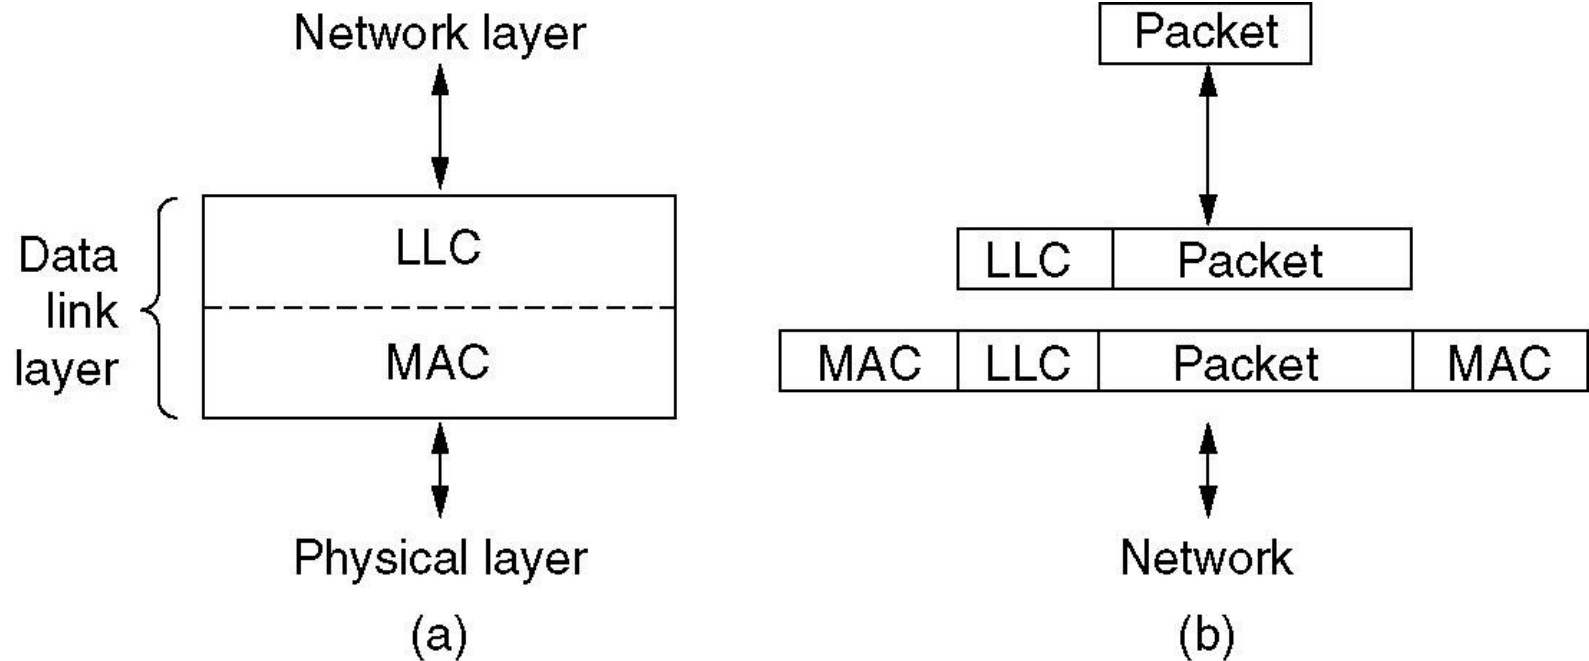 Network layer
Data
link
layer
LLC
MAC
Physical layer
(a)
Packet
LLC Packet
MAC LLC Packet MAC
Network
(b)